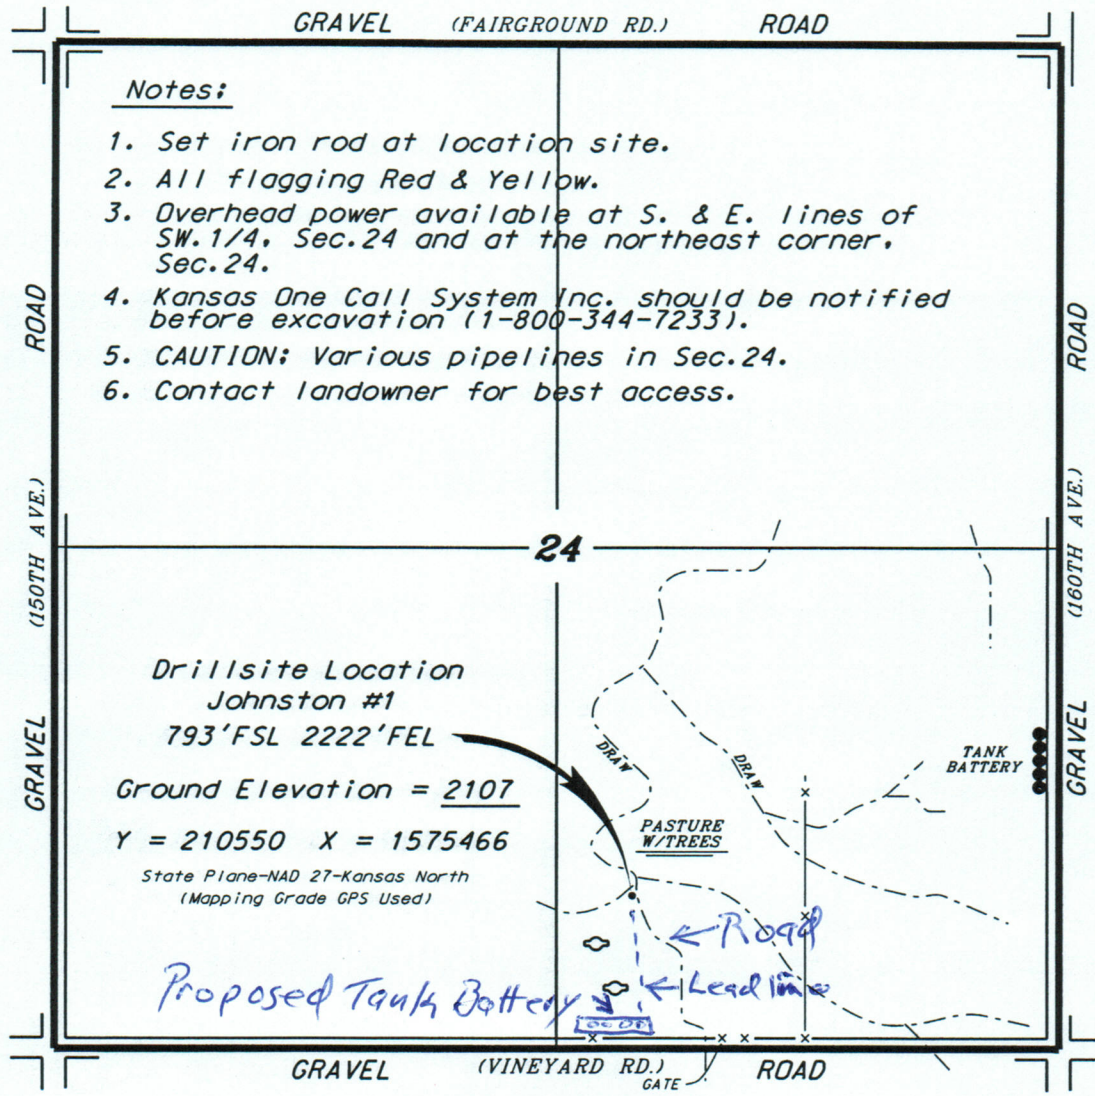 GRAVEL (FAIRGROUND RD.) ROAD
Notes:
1. Set iron rod at location site.
2. All flagging Red & Yellow.
3. Overhead power available at S. & E. lines of
SW.1/4, Sec.24 and at the northeast corner,
Sec.24.
4. Kansas One Call System Inc. should be notified
before excavation (1-800-344-7233).
5. CAUTION: Various pipelines in Sec.24.
6. Contact landowner for best access.
GRAVEL (150TH AVE.) ROAD
GRAVEL (160TH AVE.) ROAD
24
Drillsite Location
Johnston #1
793'FSL 2222'FEL
Ground Elevation = 2107
Y = 210550 X = 1575466
State Plane-NAD 27-Kansas North
(Mapping Grade GPS Used)
DRAW
DRAW
TANK
BATTERY
PASTURE
W/TREES
Road
Lead line
Proposed Tank Battery
GRAVEL (VINEYARD RD.) ROAD
GATE